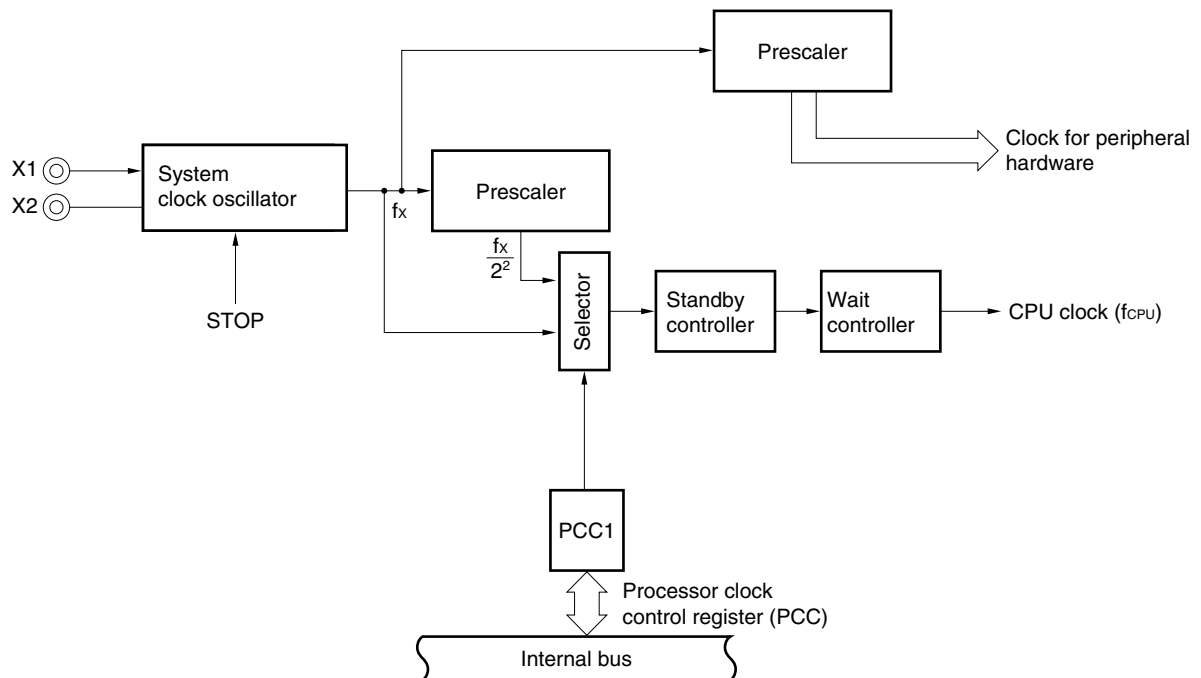 Prescaler
Clock for peripheral
hardware
X1
X2
System
clock oscillator
fX
Prescaler
fX
2²
STOP
Selector
Standby
controller
Wait
controller
CPU clock (fCPU)
PCC1
Processor clock
control register (PCC)
Internal bus